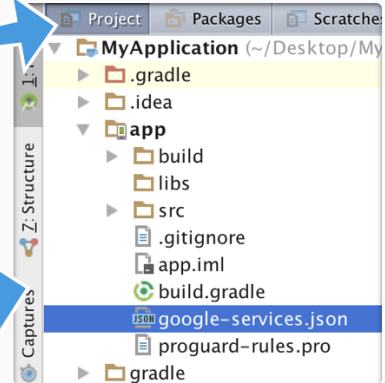 Project Packages Scratches
MyApplication (~/Desktop/My
.gradle
.idea
app
build
libs
src
.gitignore
app.iml
build.gradle
JSON google-services.json
proguard-rules.pro
gradle
1:
Z: Structure
Captures